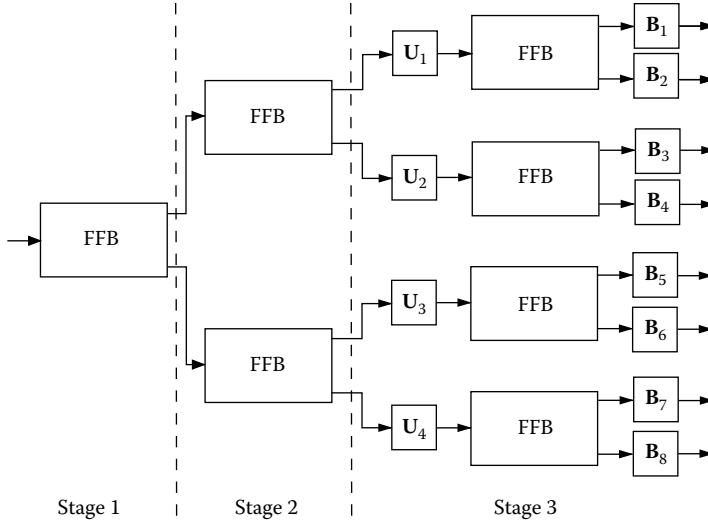 FFB
FFB
FFB
U1
U2
U3
U4
FFB
FFB
FFB
FFB
B1
B2
B3
B4
B5
B6
B7
B8
Stage 1
Stage 2
Stage 3